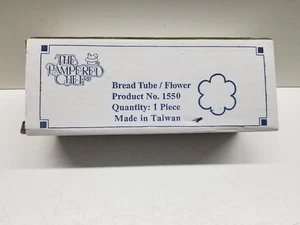 THE
PAMPERED
CHEF
Bread Tube / Flower
Product No. 1550
Quantity: 1 Piece
Made in Taiwan